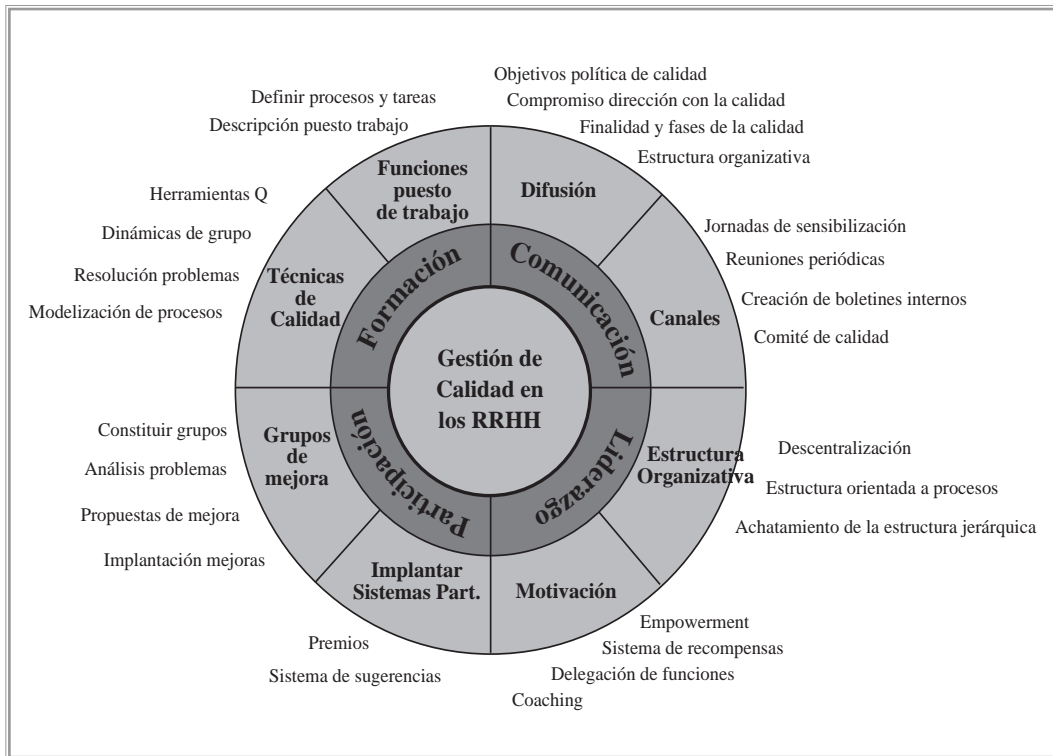 Objetivos política de calidad
Definir procesos y tareas
Compromiso dirección con la calidad
Descripción puesto trabajo
Finalidad y fases de la calidad
Estructura organizativa
Funciones
puesto
de trabajo
Difusión
Herramientas Q
Dinámicas de grupo
Resolución problemas
Modelización de procesos
Técnicas
de
Calidad
Formación
Comunicación
Canales
Jornadas de sensibilización
Reuniones periódicas
Creación de boletines internos
Comité de calidad
Gestión de
Calidad en
los RRHH
Constituir grupos
Análisis problemas
Propuestas de mejora
Implantación mejoras
Grupos
de
mejora
Participación
Liderazgo
Estructura
Organizativa
Descentralización
Estructura orientada a procesos
Achatamiento de la estructura jerárquica
Implantar
Sistemas Part.
Motivación
Premios
Sistema de sugerencias
Empowerment
Sistema de recompensas
Delegación de funciones
Coaching